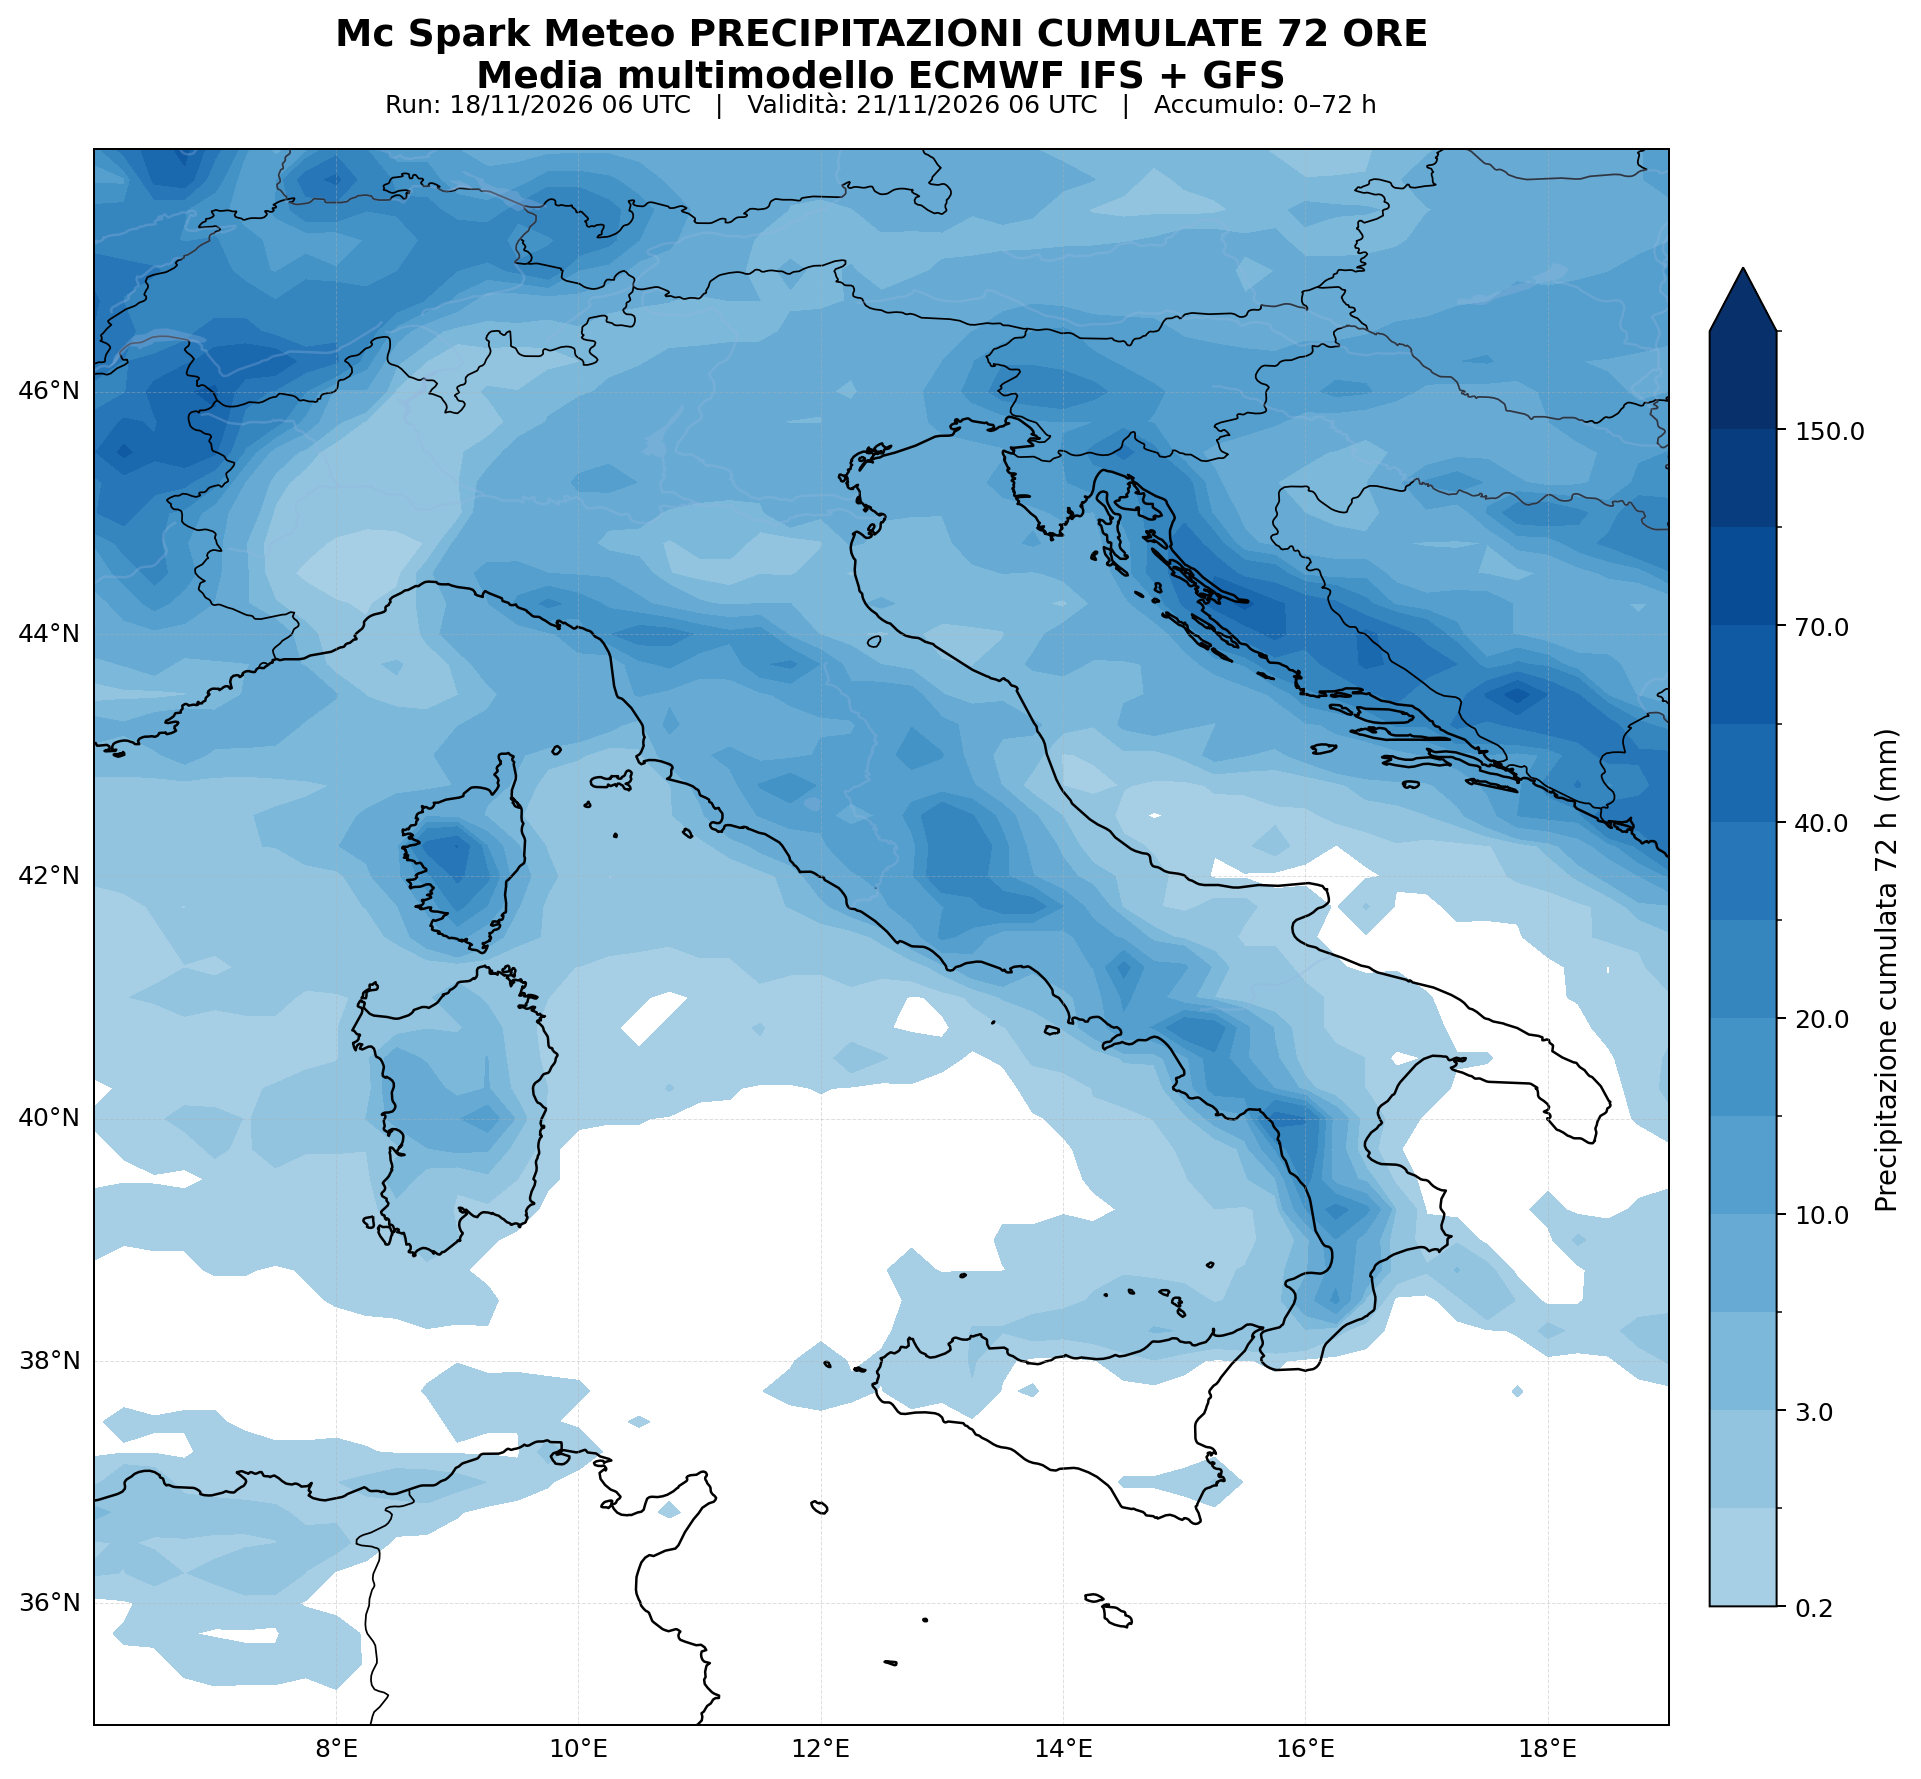 Mc Spark Meteo PRECIPITAZIONI CUMULATE 72 ORE
Media multimodello ECMWF IFS + GFS
Run: 18/11/2026 06 UTC | Validità: 21/11/2026 06 UTC | Accumulo: 0–72 h
46°N
44°N
42°N
40°N
38°N
36°N
8°E
10°E
12°E
14°E
16°E
18°E
150.0
70.0
40.0
20.0
10.0
3.0
0.2
Precipitazione cumulata 72 h (mm)